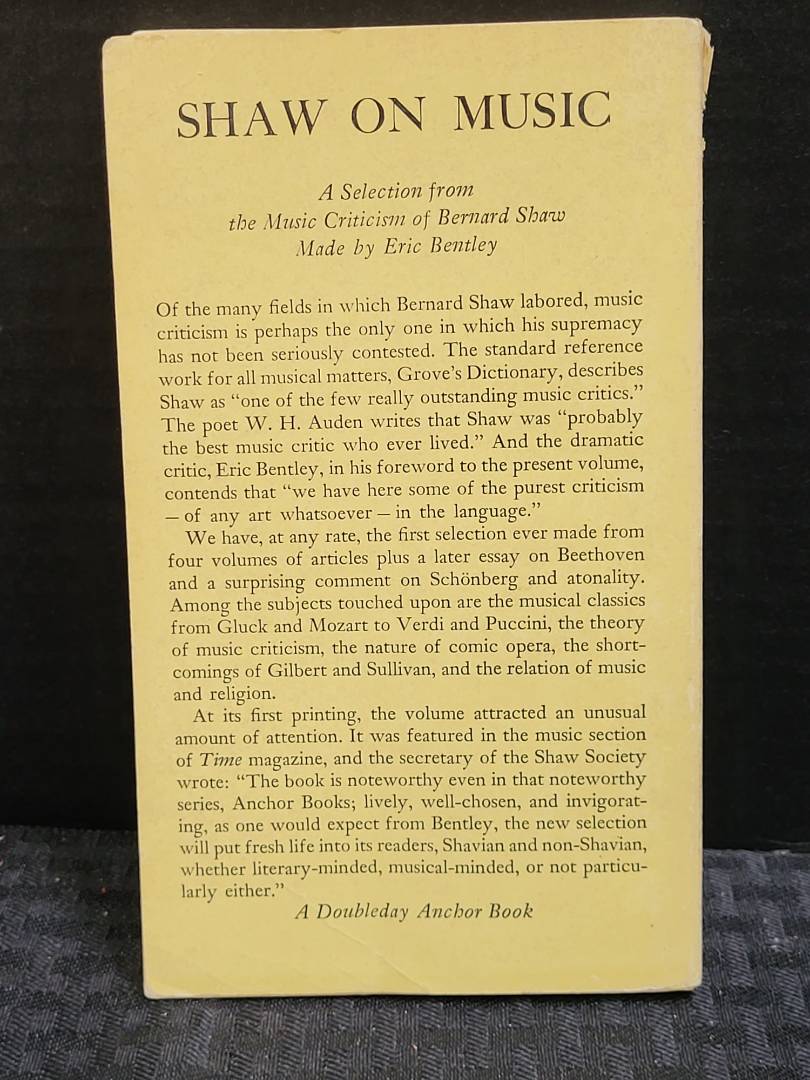 SHAW ON MUSIC
A Selection from
the Music Criticism of Bernard Shaw
Made by Eric Bentley
Of the many fields in which Bernard Shaw labored, music
criticism is perhaps the only one in which his supremacy
has not been seriously contested. The standard reference
work for all musical matters, Grove's Dictionary, describes
Shaw as “one of the few really outstanding music critics.”
The poet W. H. Auden writes that Shaw was “probably
the best music critic who ever lived.” And the dramatic
critic, Eric Bentley, in his foreword to the present volume,
contends that “we have here some of the purest criticism
— of any art whatsoever — in the language.”
We have, at any rate, the first selection ever made from
four volumes of articles plus a later essay on Beethoven
and a surprising comment on Schönberg and atonality.
Among the subjects touched upon are the musical classics
from Gluck and Mozart to Verdi and Puccini, the theory
of music criticism, the nature of comic opera, the short-
comings of Gilbert and Sullivan, and the relation of music
and religion.
At its first printing, the volume attracted an unusual
amount of attention. It was featured in the music section
of Time magazine, and the secretary of the Shaw Society
wrote: “The book is noteworthy even in that noteworthy
series, Anchor Books; lively, well-chosen, and invigorat-
ing, as one would expect from Bentley, the new selection
will put fresh life into its readers, Shavian and non-Shavian,
whether literary-minded, musical-minded, or not particu-
larly either.”
A Doubleday Anchor Book